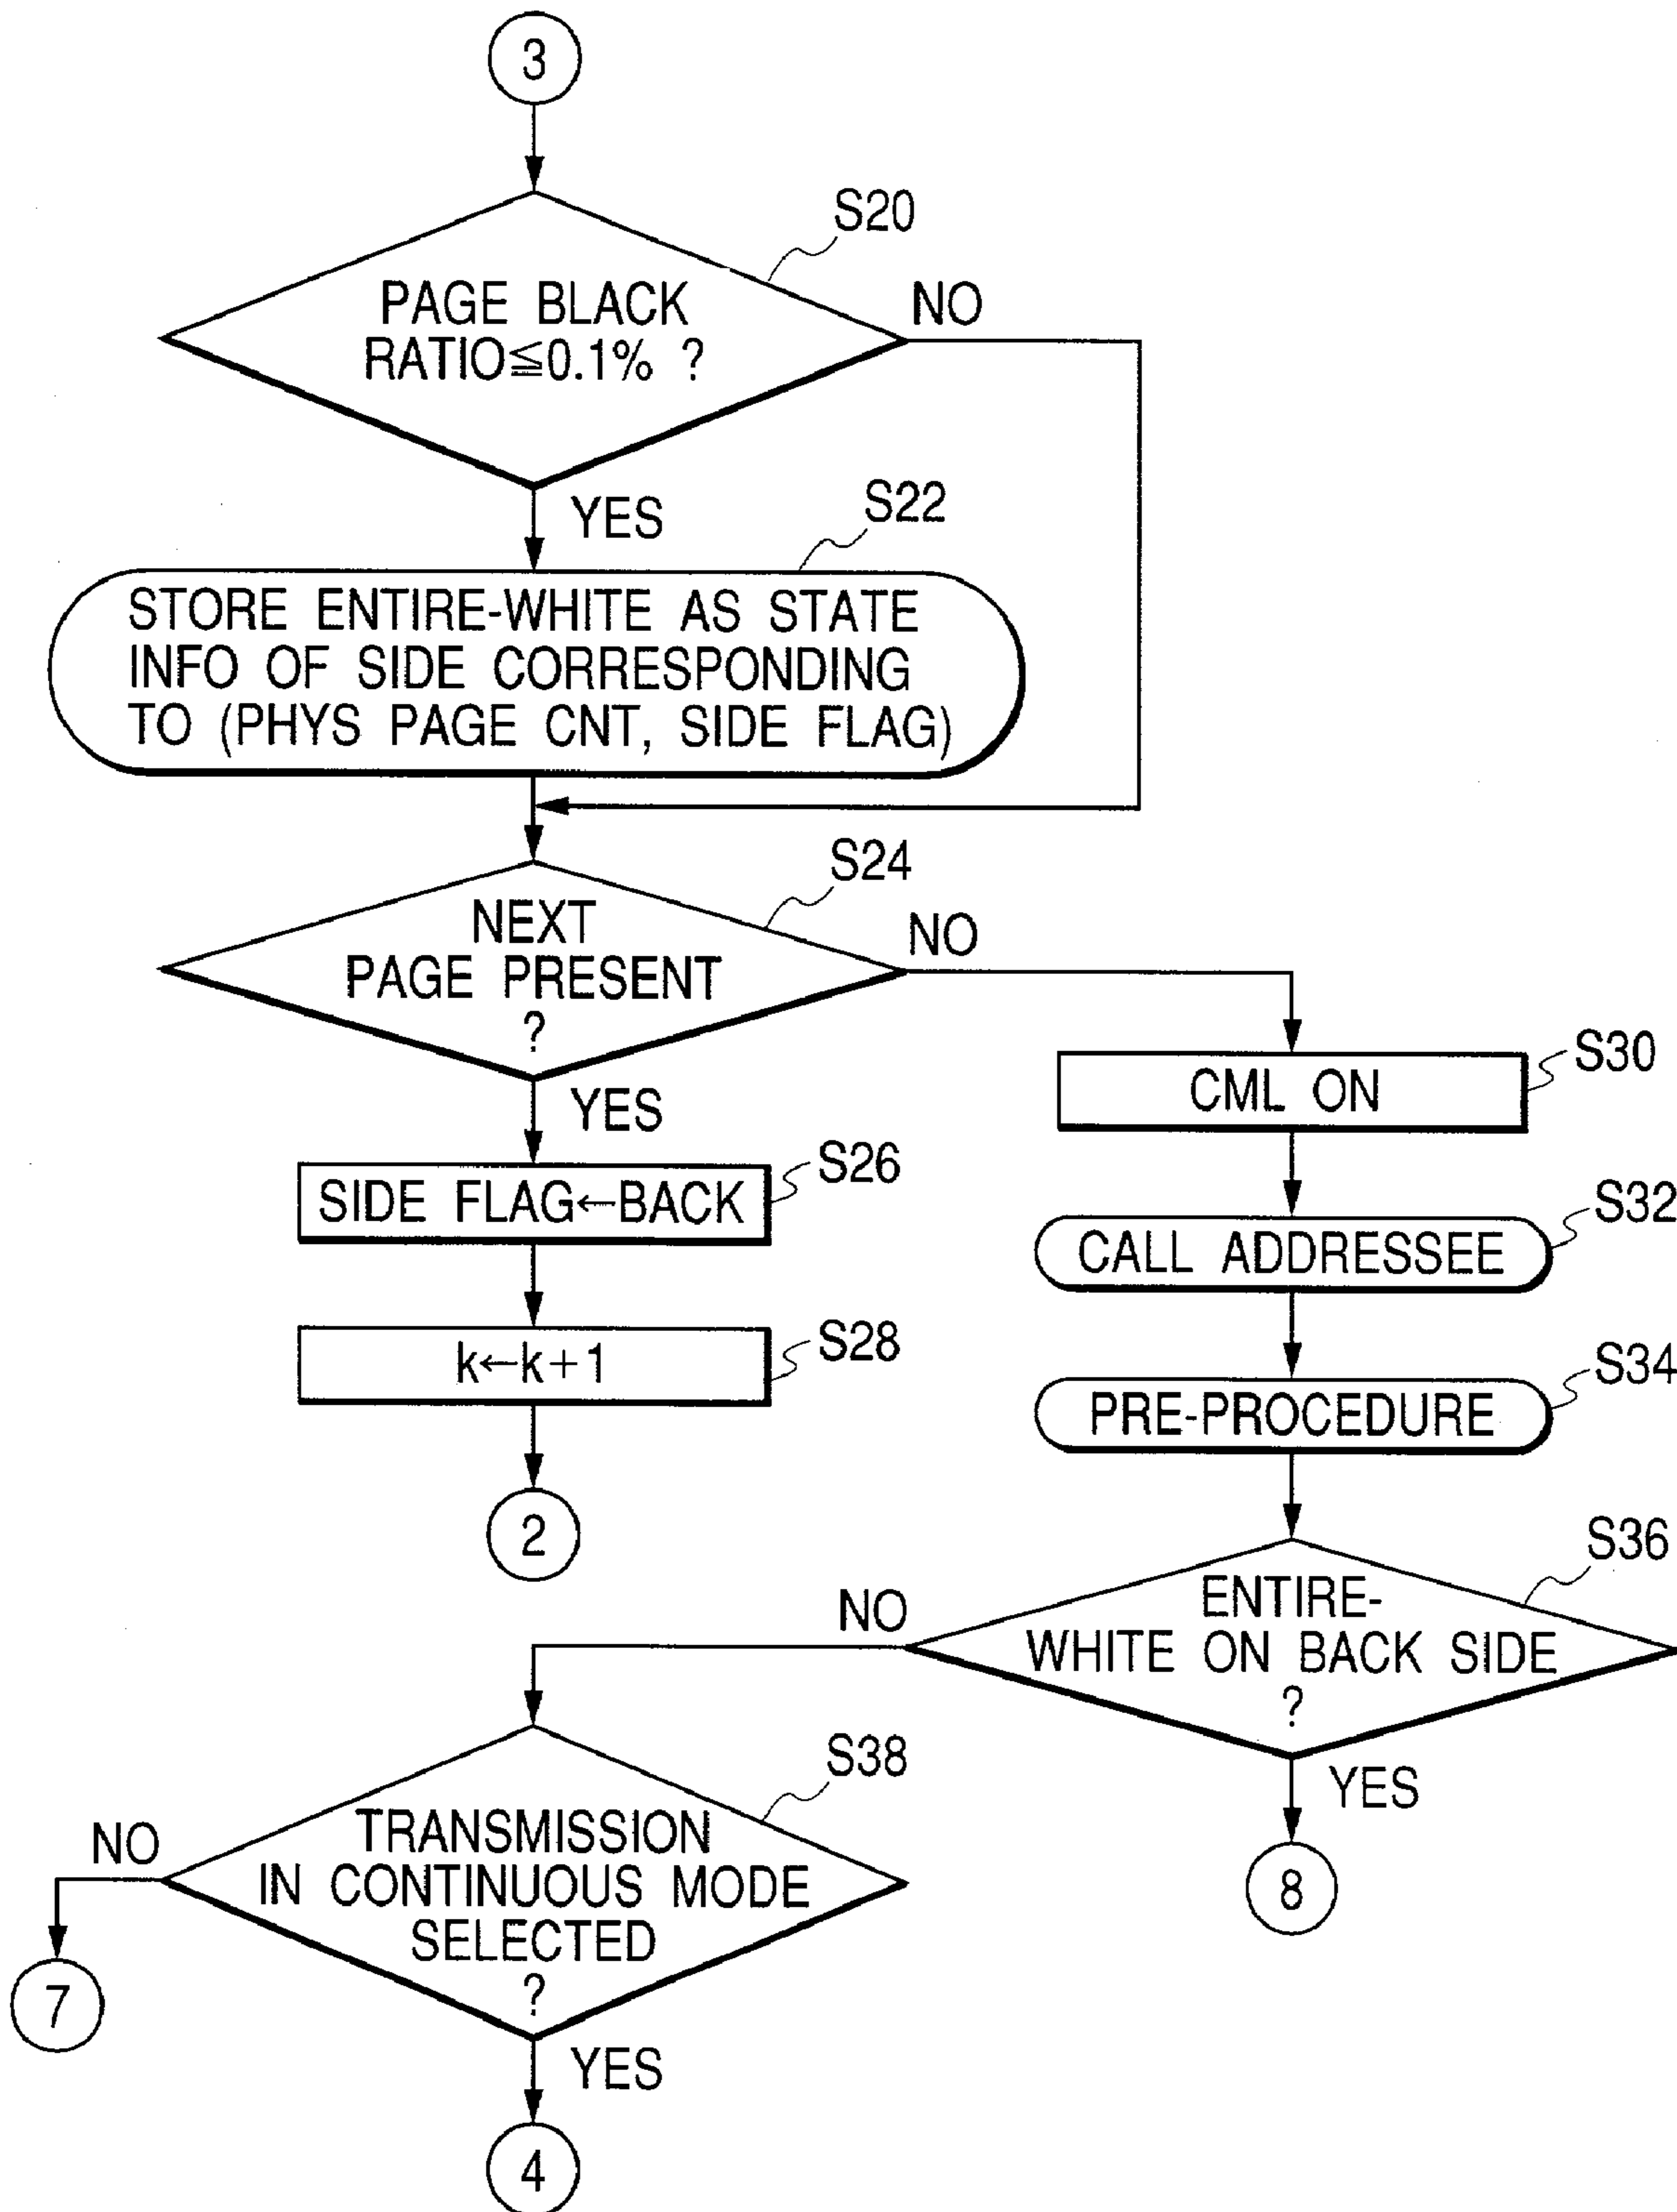 3
S20
PAGE BLACK
RATIO≦0.1% ?
NO
YES
S22
STORE ENTIRE-WHITE AS STATE
INFO OF SIDE CORRESPONDING
TO (PHYS PAGE CNT, SIDE FLAG)
S24
NEXT
PAGE PRESENT
?
NO
YES
S30
CML ON
S26
SIDE FLAG←BACK
S32
CALL ADDRESSEE
S28
k←k+1
S34
PRE-PROCEDURE
2
S36
ENTIRE-
WHITE ON BACK SIDE
?
NO
YES
8
S38
TRANSMISSION
IN CONTINUOUS MODE
SELECTED
?
NO
7
YES
4